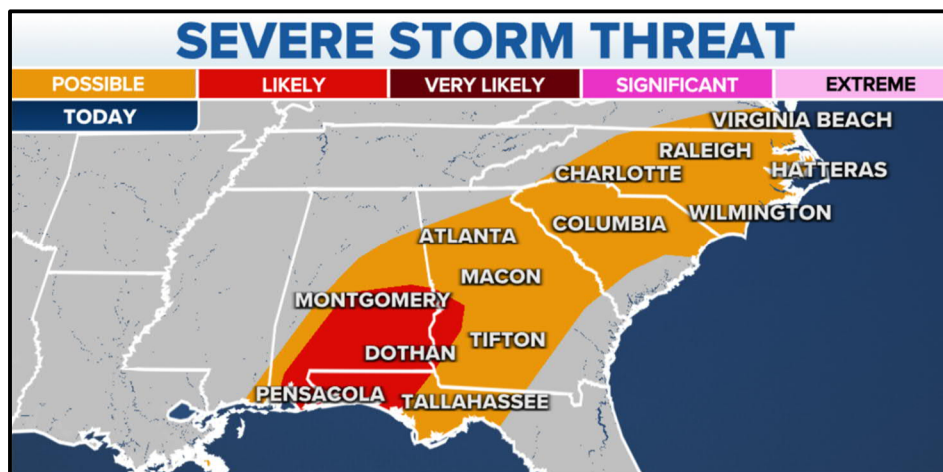 SEVERE STORM THREAT
POSSIBLE
LIKELY
VERY LIKELY
SIGNIFICANT
EXTREME
TODAY
VIRGINIA BEACH
RALEIGH
HATTERAS
CHARLOTTE
WILMINGTON
COLUMBIA
ATLANTA
MACON
MONTGOMERY
TIFTON
DOTHAN
PENSACOLA
TALLAHASSEE